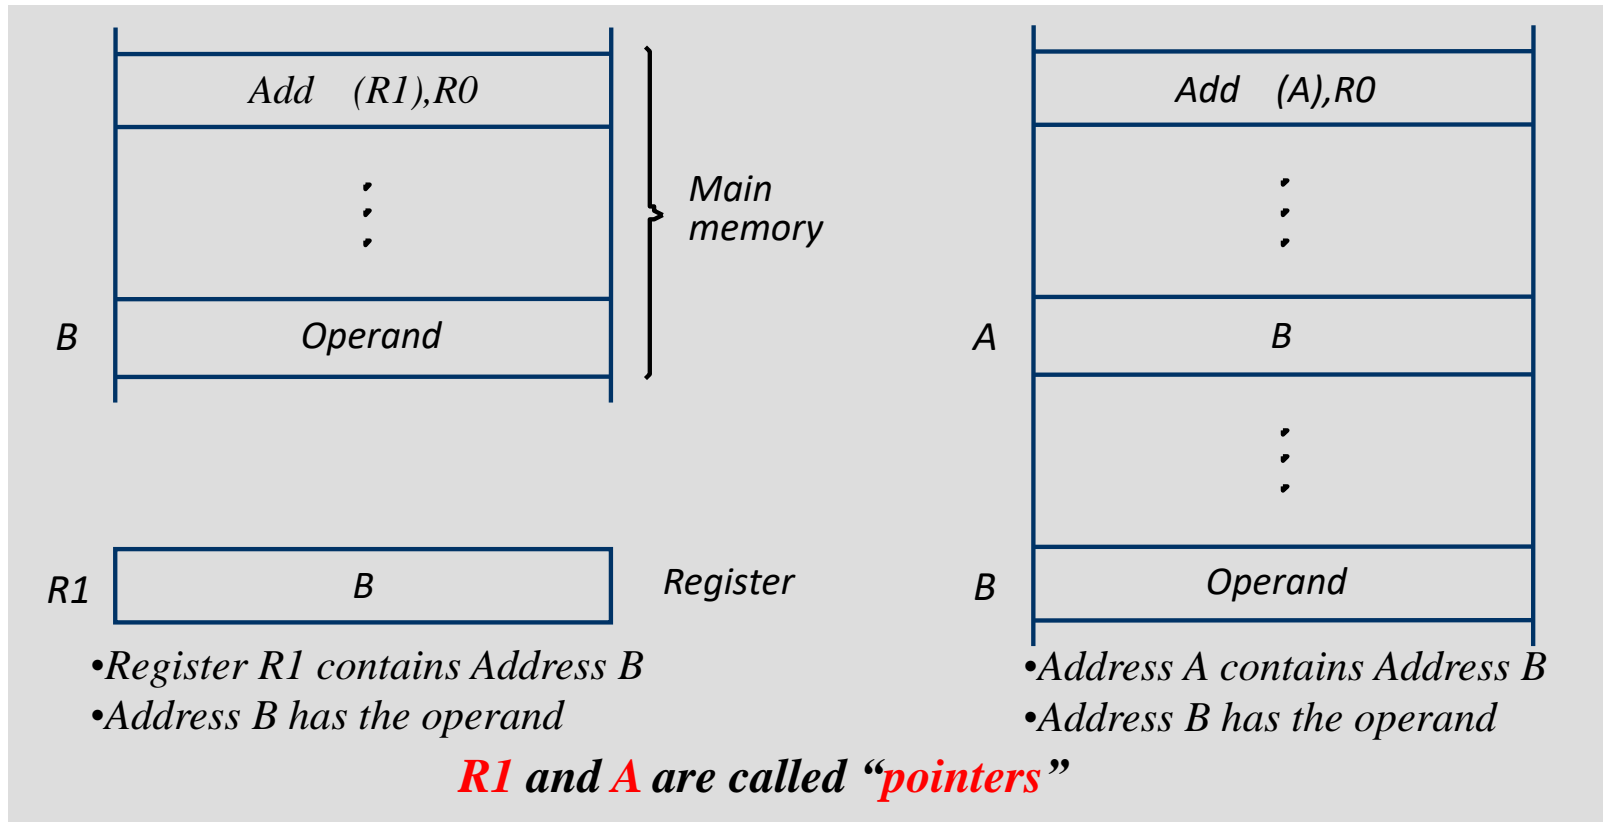 Add (R1),R0
Main
memory
B
Operand
R1
B
Register
•Register R1 contains Address B
•Address B has the operand
Add (A),R0
A
B
B
Operand
•Address A contains Address B
•Address B has the operand
R1 and A are called “pointers”